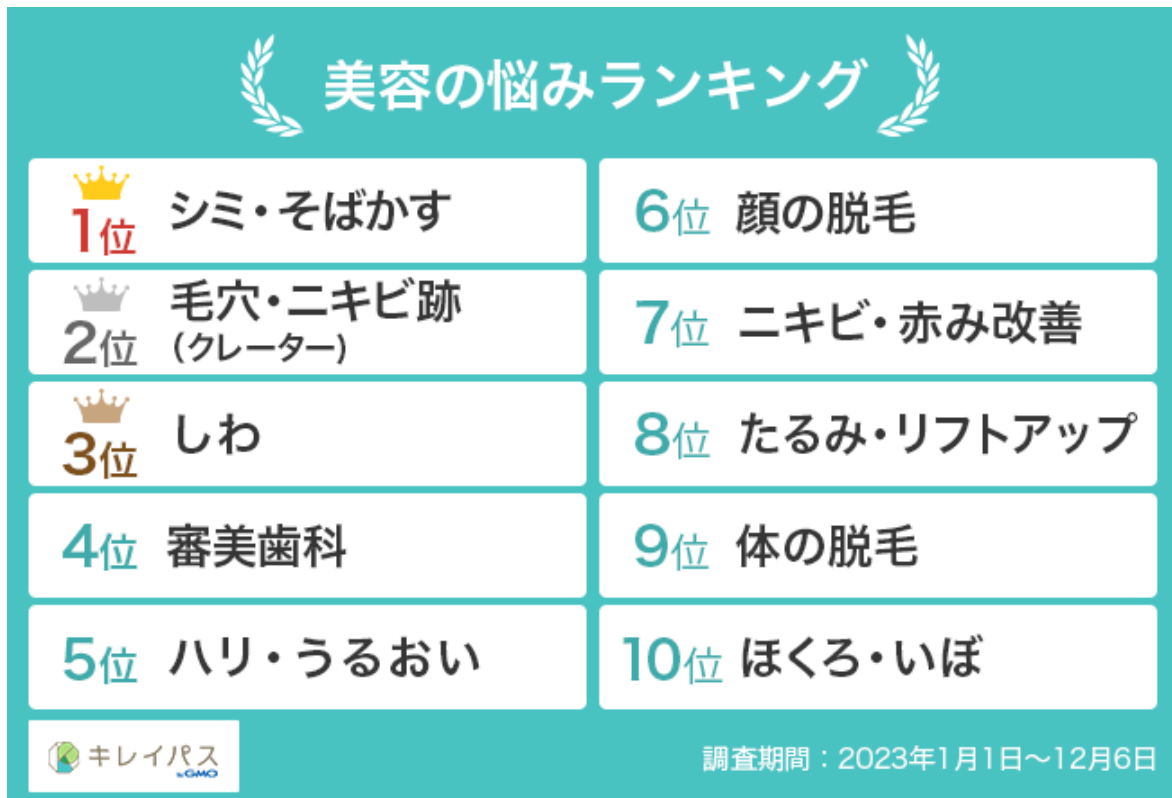 美容の悩みランキング
1位 シミ・そばかす
2位 毛穴・ニキビ跡
（クレーター）
3位 しわ
4位 審美歯科
5位 ハリ・うるおい
6位 顔の脱毛
7位 ニキビ・赤み改善
8位 たるみ・リフトアップ
9位 体の脱毛
10位 ほくろ・いぼ
キレイパス
by GMO
調査期間：2023年1月1日〜12月6日